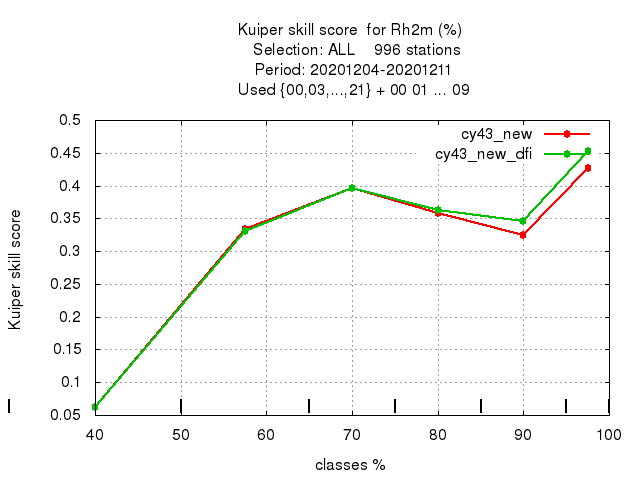 Kuiper skill score  for Rh2m (%)
Selection: ALL    996 stations
Period: 20201204-20201211
Used {00,03,...,21} + 00 01 ... 09
cy43_new
cy43_new_dfi
0.5
0.45
0.4
0.35
0.3
0.25
0.2
0.15
0.1
0.05
Kuiper skill score
40 50 60 70 80 90 100
classes %